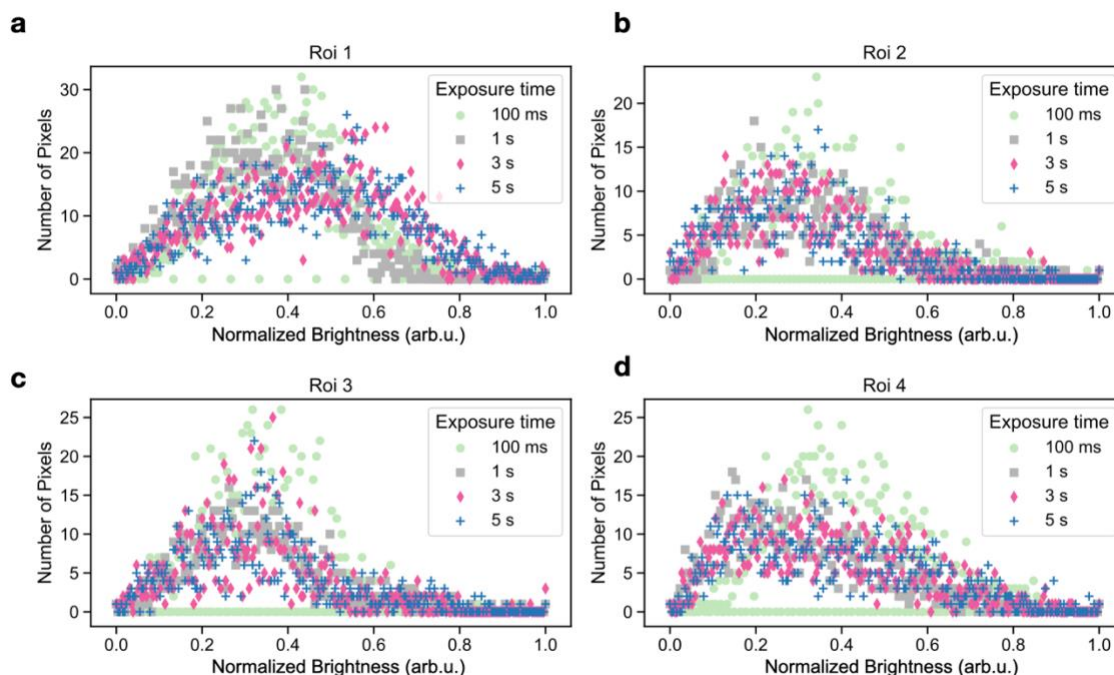 a
Roi 1
Number of Pixels
30
20
10
0
Exposure time
100 ms
1 s
3 s
5 s
0.0 0.2 0.4 0.6 0.8 1.0
Normalized Brightness (arb.u.)
b
Roi 2
Number of Pixels
20
15
10
5
0
Exposure time
100 ms
1 s
3 s
5 s
0.0 0.2 0.4 0.6 0.8 1.0
Normalized Brightness (arb.u.)
c
Roi 3
Number of Pixels
25
20
15
10
5
0
Exposure time
100 ms
1 s
3 s
5 s
0.0 0.2 0.4 0.6 0.8 1.0
Normalized Brightness (arb.u.)
d
Roi 4
Number of Pixels
25
20
15
10
5
0
Exposure time
100 ms
1 s
3 s
5 s
0.0 0.2 0.4 0.6 0.8 1.0
Normalized Brightness (arb.u.)